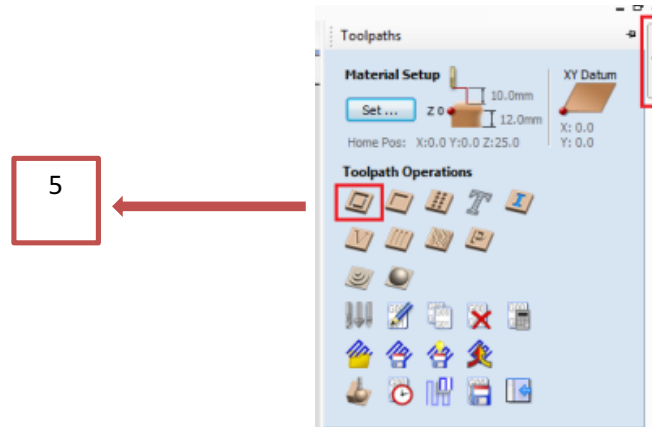 Toolpaths
Material Setup
XY Datum
10.0mm
Set ...
Z 0
12.0mm
X: 0.0
Home Pos: X:0.0 Y:0.0 Z:25.0
Y: 0.0
5
Toolpath Operations